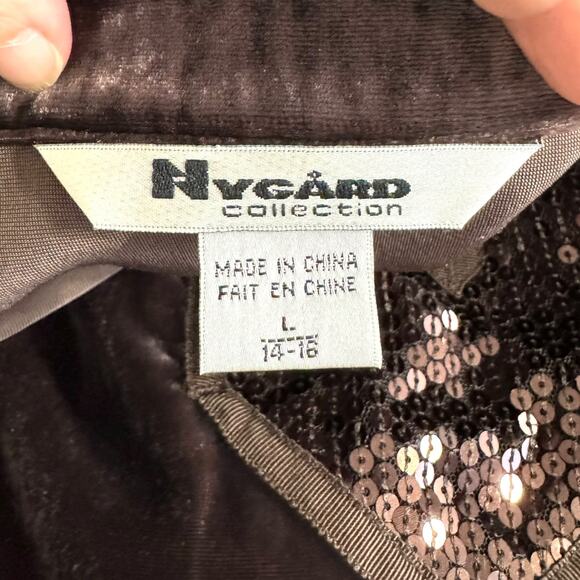 NYGÅRD
collection
MADE IN CHINA
FAIT EN CHINE
L
14-16